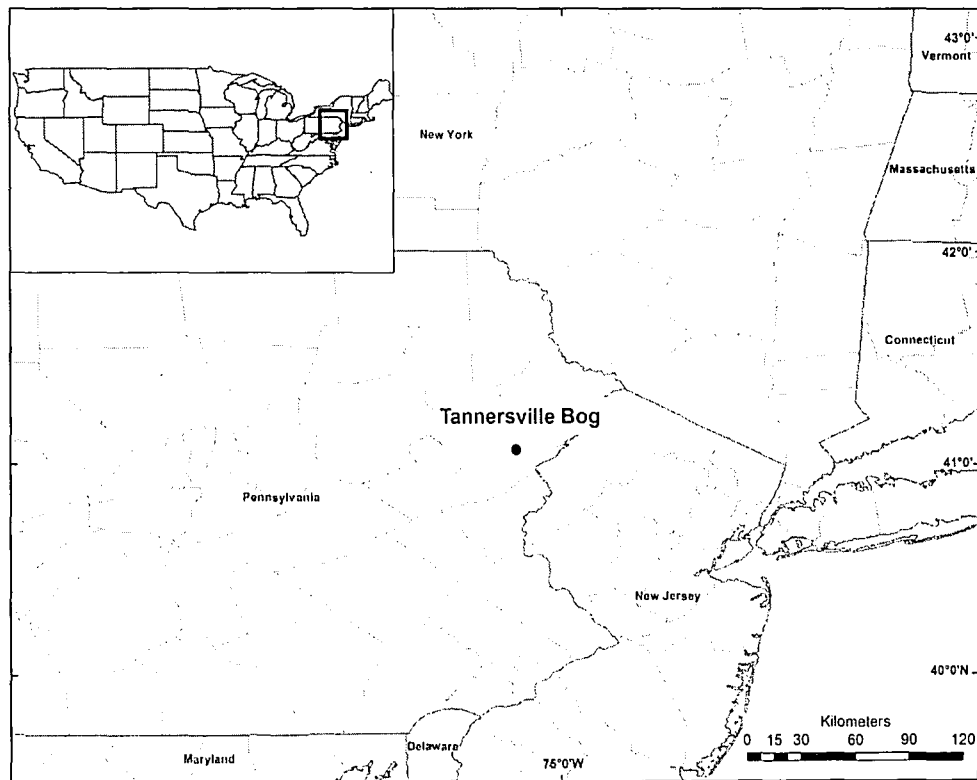 43°0'
Vermont
New York
Massachusetts
42°0'
Connecticut
Tannersville Bog
41°0'
Pennsylvania
New Jersey
40°0'N
Kilometers
0 15 30 60 90 120
Maryland
Delaware
75°0'W